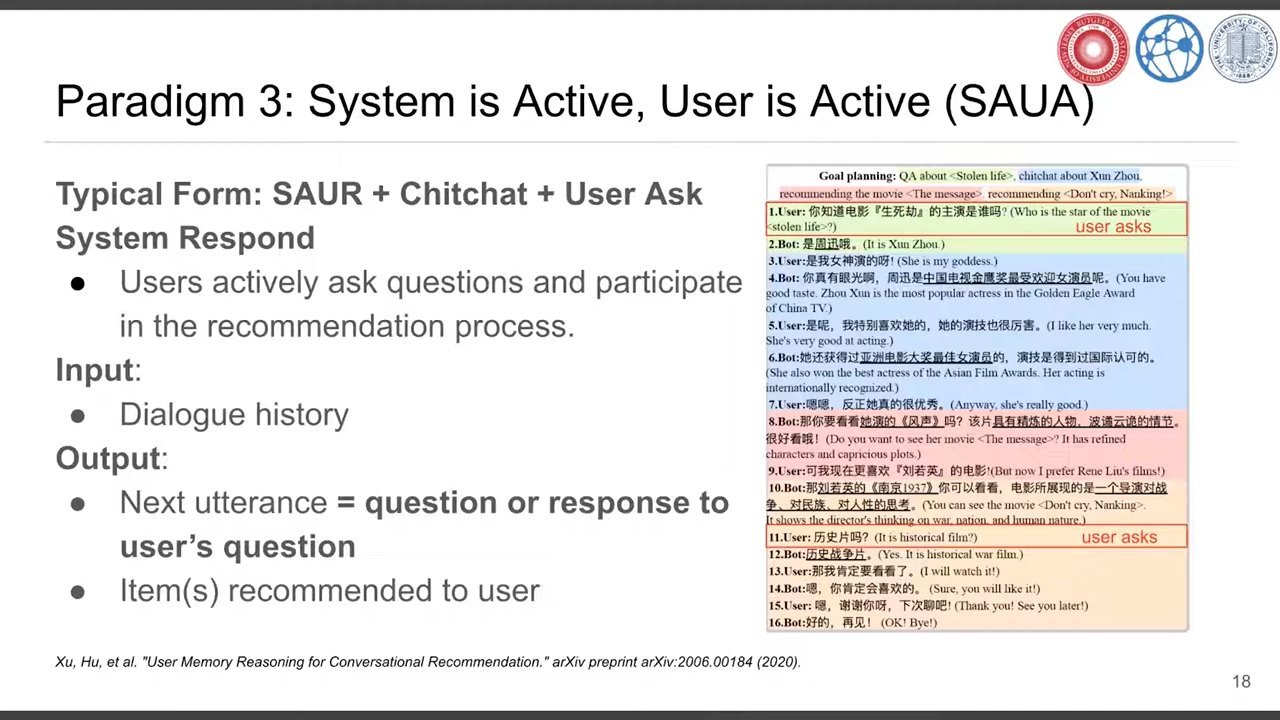 Paradigm 3: System is Active, User is Active (SAUA)
Typical Form: SAUR + Chitchat + User Ask
System Respond
● Users actively ask questions and participate
in the recommendation process.
Input:
● Dialogue history
Output:
● Next utterance = question or response to
user’s question
● Item(s) recommended to user
Goal planning: QA about <Stolen life>, chitchat about Xun Zhou,
recommending the movie <The message>, recommending <Don't cry, Nanking!>
1.User: 你知道电影『生死劫』的主演是谁吗? (Who is the star of the movie
<stolen life>?)
user asks
2.Bot: 是周迅哦。(It is Xun Zhou.)
3.User:是我女神演的呀! (She is my goddess.)
4.Bot: 你真有眼光啊，周迅是中国电视金鹰奖最受欢迎女演员呢。(You have
good taste. Zhou Xun is the most popular actress in the Golden Eagle Award
of China TV.)
5.User:是呢，我特别喜欢她的，她的演技也很厉害。(I like her very much.
She's very good at acting.)
6.Bot:她还获得过亚洲电影大奖最佳女演员的，演技是得到过国际认可的。
(She also won the best actress of the Asian Film Awards. Her acting is
internationally recognized.)
7.User:嗯嗯，反正她真的很优秀。(Anyway, she's really good.)
8.Bot:那你要看看她演的《风声》吗？该片具有精炼的人物，波谲云诡的情节。
很好看哦！(Do you want to see her movie <The message>? It has refined
characters and capricious plots.)
9.User:可我现在更喜欢『刘若英』的电影!(But now I prefer Rene Liu's films!)
10.Bot:那刘若英的《南京1937》你可以看看，电影所展现的是一个导演对战
争、对民族、对人性的思考。(You can see the movie <Don't cry, Nanking>.
It shows the director's thinking on war, nation, and human nature.)
11.User: 历史片吗？(It is historical film?)
user asks
12.Bot:历史战争片。(Yes. It is historical war film.)
13.User:那我肯定要看看了。(I will watch it!)
14.Bot:嗯，你肯定会喜欢的。(Sure, you will like it!)
15.User: 嗯，谢谢你呀，下次聊吧! (Thank you! See you later!)
16.Bot:好的，再见！ (OK! Bye!)
Xu, Hu, et al. "User Memory Reasoning for Conversational Recommendation." arXiv preprint arXiv:2006.00184 (2020).
18